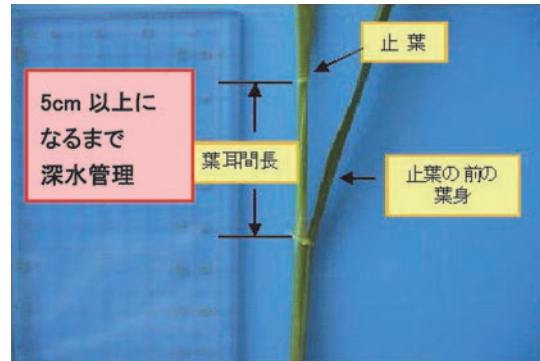 止葉
5cm 以上に
なるまで
深水管理
葉耳間長
止葉の前の
葉身